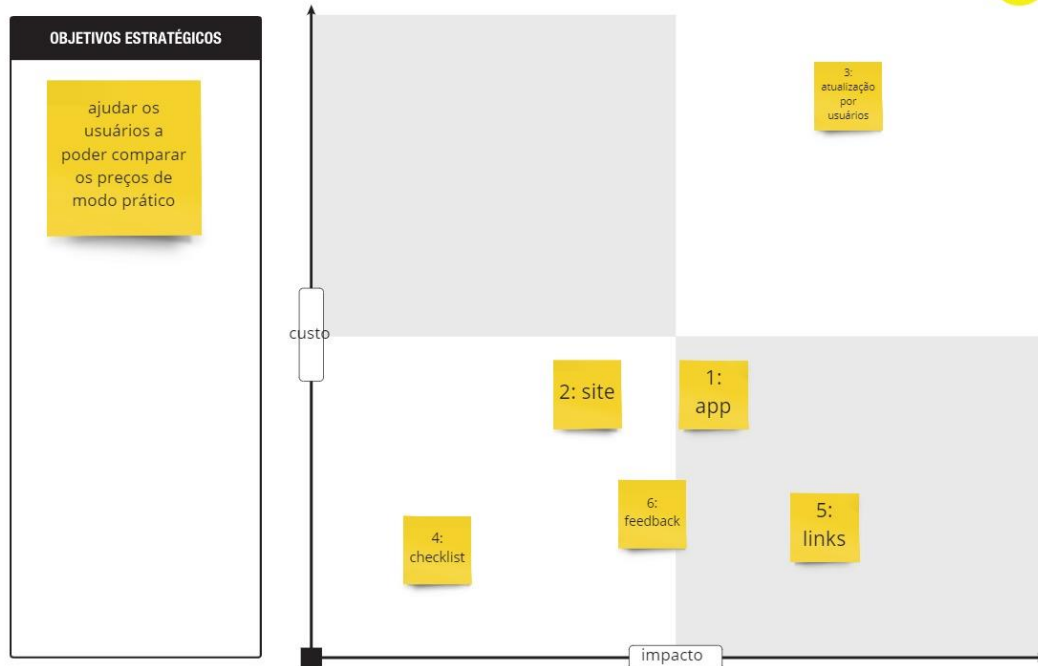 OBJETIVOS ESTRATÉGICOS
ajudar os
usuários a
poder comparar
os preços de
modo prático
3:
atualização
por
usuários
custo
2: site
1:
app
6:
feedback
5:
links
4:
checklist
impacto